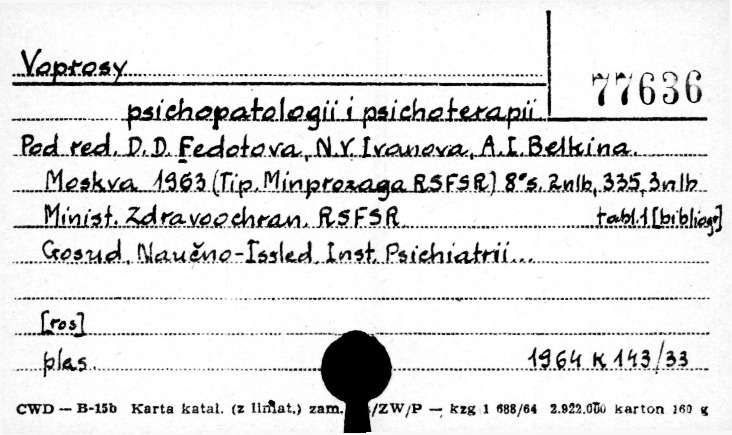 Voprosy
77636
psichopatologii i psichoterapii
Pod red. D.D. Fedotova, N.V. Ivanova, A.I. Belkina.
Moskva 1963 (Tip. Minprozaga RSFSR) 8° s. 2nlb, 335, 3nlb
Minist. Zdravoochran. RSFSR tabl.1 [bibliogr]
Gosud. Naučno-Issled. Inst. Psichiatrii...
[ros]
plas. 1964 K 143/33
CWD — B-15b Karta katal. (z liniat.) zam. /ZW/P — kzg 1 688/64 2.922.000 karton 160 g